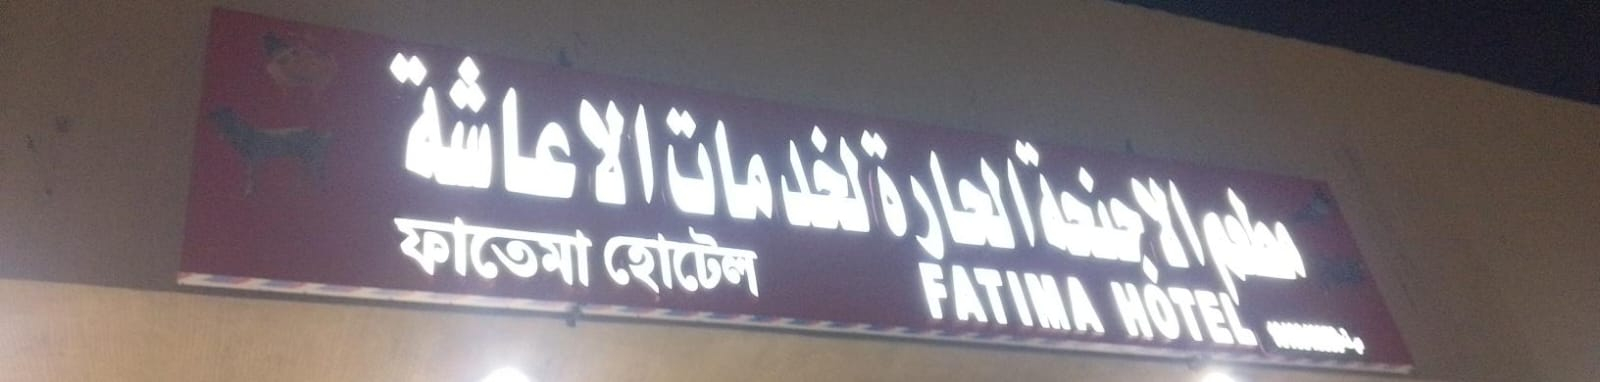 مطعم الاجنحة الحارة لخدمات الاعاشة
ফাতেমা হোটেল
FATIMA HOTEL